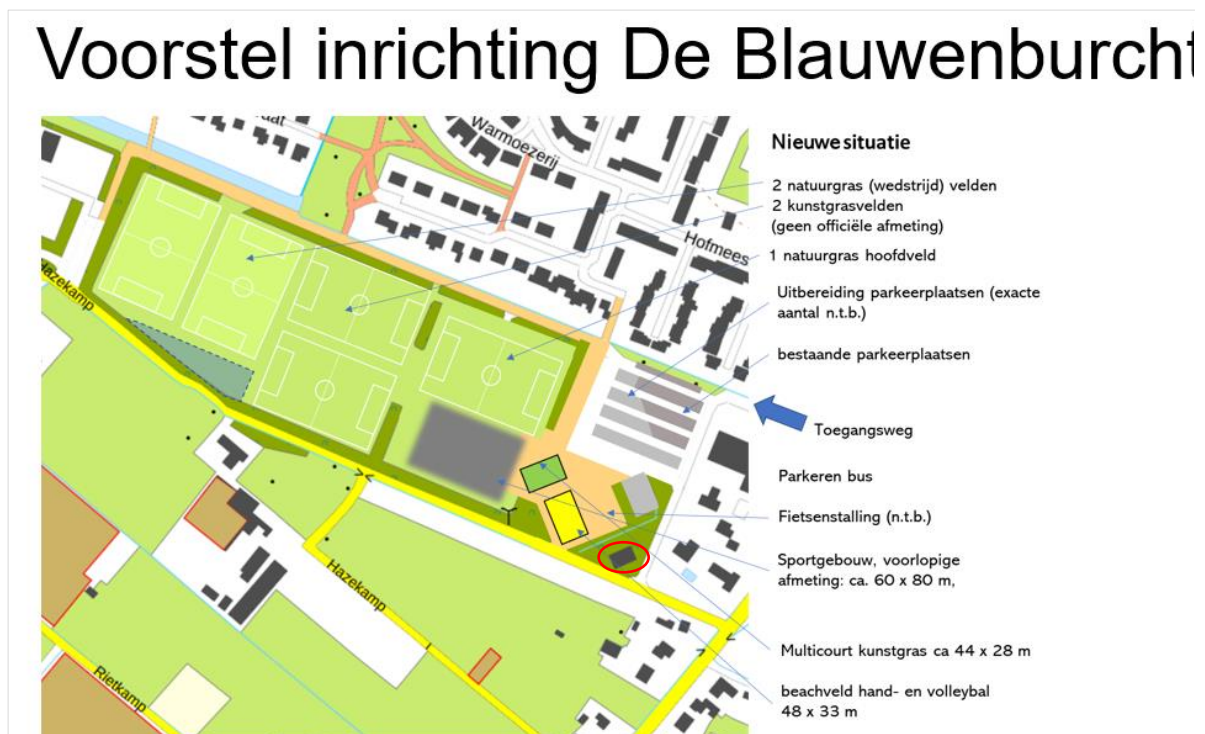 Voorstel inrichting De Blauwenburcht
Warmoezerij
Hofmees
Hazekamp
Hazekamp
Rietkamp
Nieuwe situatie
2 natuurgras (wedstrijd) velden
2 kunstgrasvelden
(geen officiële afmeting)
1 natuurgras hoofdveld
Uitbereiding parkeerplaatsen (exacte
aantal n.t.b.)
bestaande parkeerplaatsen
Toegangsweg
Parkeren bus
Fietsenstalling (n.t.b.)
Sportgebouw, voorlopige
afmeting: ca. 60 x 80 m,
Multicourt kunstgras ca 44 x 28 m
beachveld hand- en volleybal
48 x 33 m